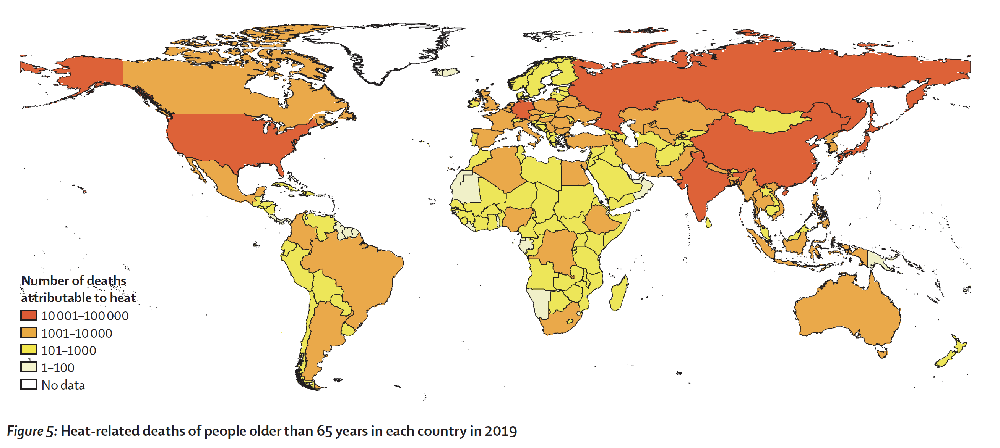 Number of deaths
attributable to heat
10 001–100 000
1001–10 000
101–1000
1–100
No data
Figure 5: Heat-related deaths of people older than 65 years in each country in 2019